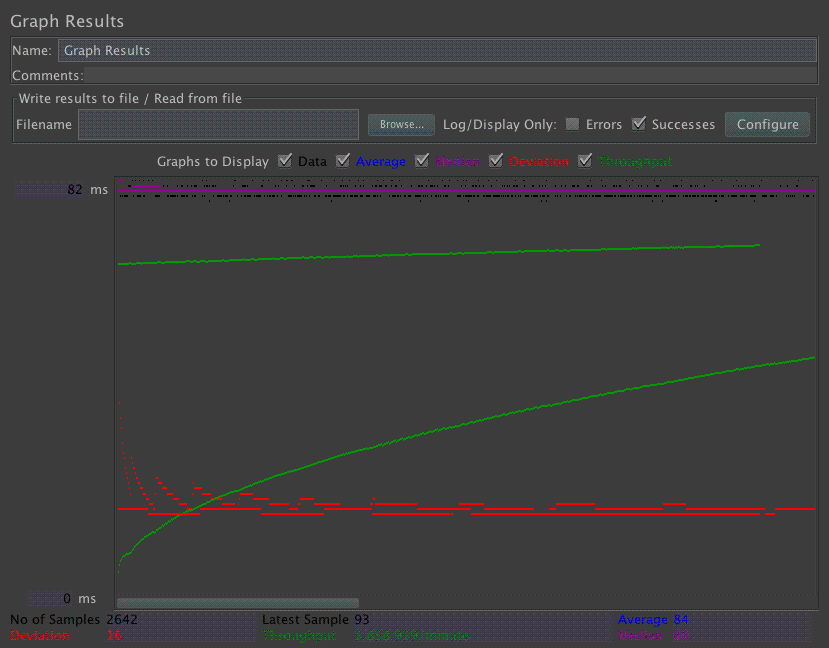 Graph Results
Name: Graph Results
Comments:
Write results to file / Read from file
Filename Browse... Log/Display Only: Errors Successes Configure
Graphs to Display Data Average Median Deviation Throughput
82 ms
0 ms
No of Samples 2642 Latest Sample 93 Average 84
Deviation 16 Throughput Median